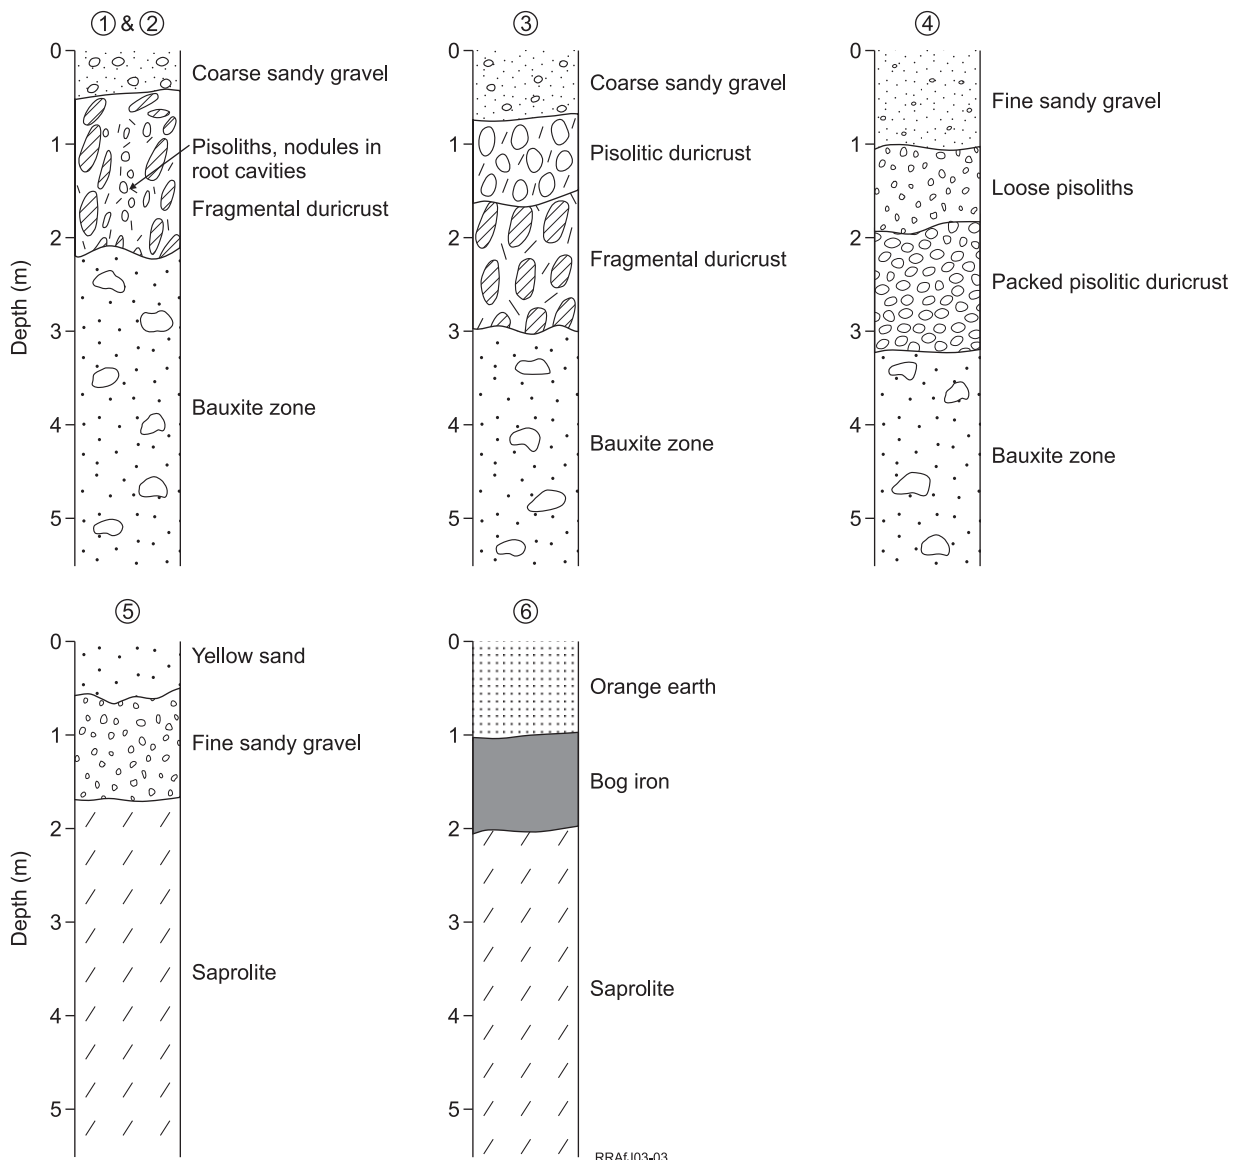 ① & ②
0
1
2
3
4
5
Depth (m)
Coarse sandy gravel
Pisoliths, nodules in
root cavities
Fragmental duricrust
Bauxite zone
③
0
1
2
3
4
5
Coarse sandy gravel
Pisolitic duricrust
Fragmental duricrust
Bauxite zone
④
0
1
2
3
4
5
Fine sandy gravel
Loose pisoliths
Packed pisolitic duricrust
Bauxite zone
⑤
0
1
2
3
4
5
Depth (m)
Yellow sand
Fine sandy gravel
Saprolite
⑥
0
1
2
3
4
5
Orange earth
Bog iron
Saprolite
RRAfJ03-03